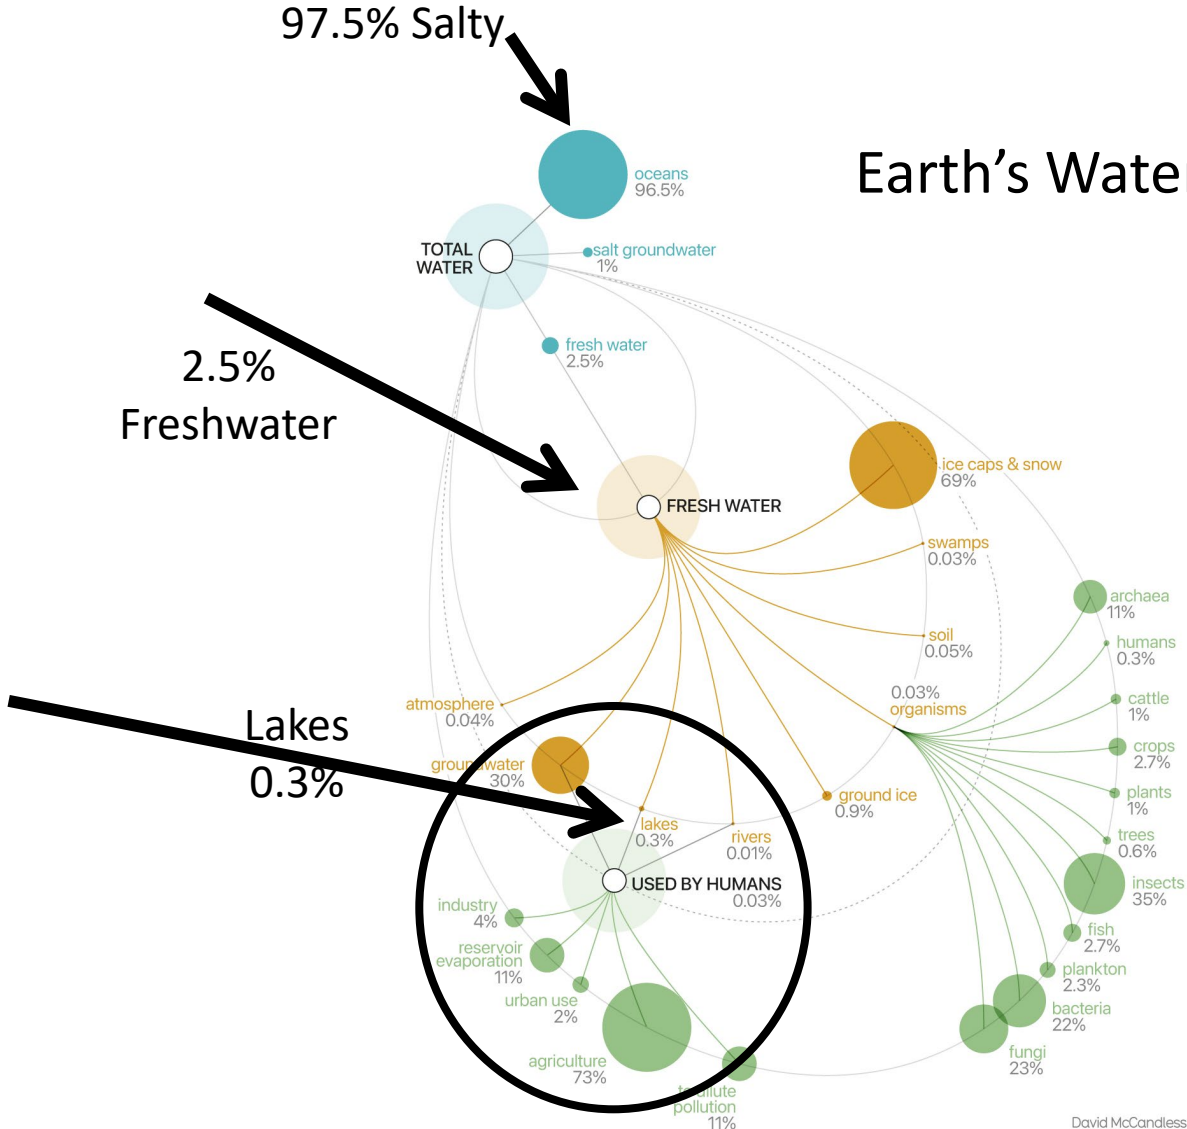 97.5% Salty
Earth's Water
oceans
96.5%
TOTAL
WATER
salt groundwater
1%
fresh water
2.5%
2.5%
Freshwater
ice caps & snow
69%
FRESH WATER
swamps
0.03%
archaea
11%
soil
0.05%
humans
0.3%
0.03%
organisms
cattle
1%
atmosphere
0.04%
Lakes
0.3%
crops
2.7%
groundwater
30%
ground ice
0.9%
plants
1%
lakes
0.3%
rivers
0.01%
trees
0.6%
USED BY HUMANS
0.03%
insects
35%
industry
4%
fish
2.7%
reservoir
evaporation
11%
plankton
2.3%
urban use
2%
bacteria
22%
agriculture
73%
fungi
23%
to dilute
pollution
11%
David McCandless